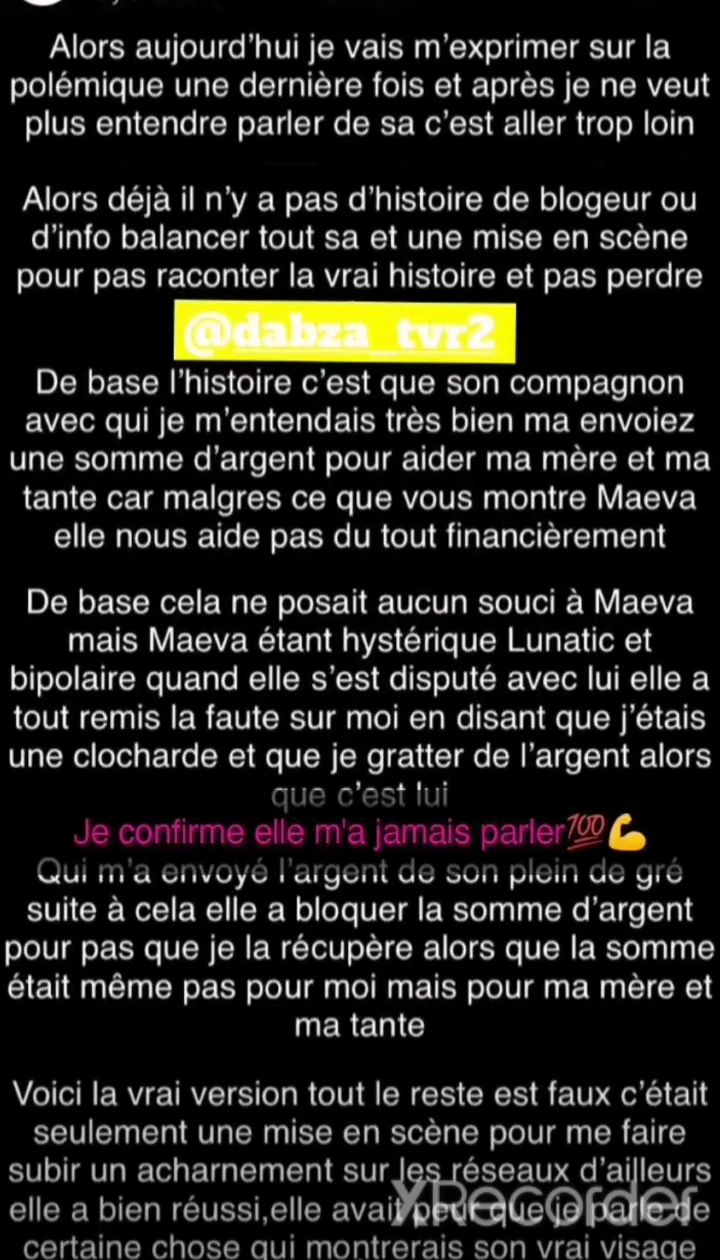 Alors aujourd’hui je vais m’exprimer sur la
polémique une dernière fois et après je ne veut
plus entendre parler de sa c’est aller trop loin
Alors déjà il n’y a pas d’histoire de blogeur ou
d’info balancer tout sa et une mise en scène
pour pas raconter la vrai histoire et pas perdre
@dabza_tvr2
De base l’histoire c’est que son compagnon
avec qui je m’entendais très bien ma envoiez
une somme d’argent pour aider ma mère et ma
tante car malgres ce que vous montre Maeva
elle nous aide pas du tout financièrement
De base cela ne posait aucun souci à Maeva
mais Maeva étant hystérique Lunatic et
bipolaire quand elle s’est disputé avec lui elle a
tout remis la faute sur moi en disant que j’étais
une clocharde et que je gratter de l’argent alors
que c’est lui
Je confirme elle m'a jamais parler💯💪
Qui m’a envoyé l’argent de son plein de gré
suite à cela elle a bloquer la somme d’argent
pour pas que je la récupère alors que la somme
était même pas pour moi mais pour ma mère et
ma tante
Voici la vrai version tout le reste est faux c’était
seulement une mise en scène pour me faire
subir un acharnement sur les réseaux d’ailleurs
elle a bien réussi,elle avait peur que je parle de
XRecorder
certaine chose qui montrerais son vrai visage